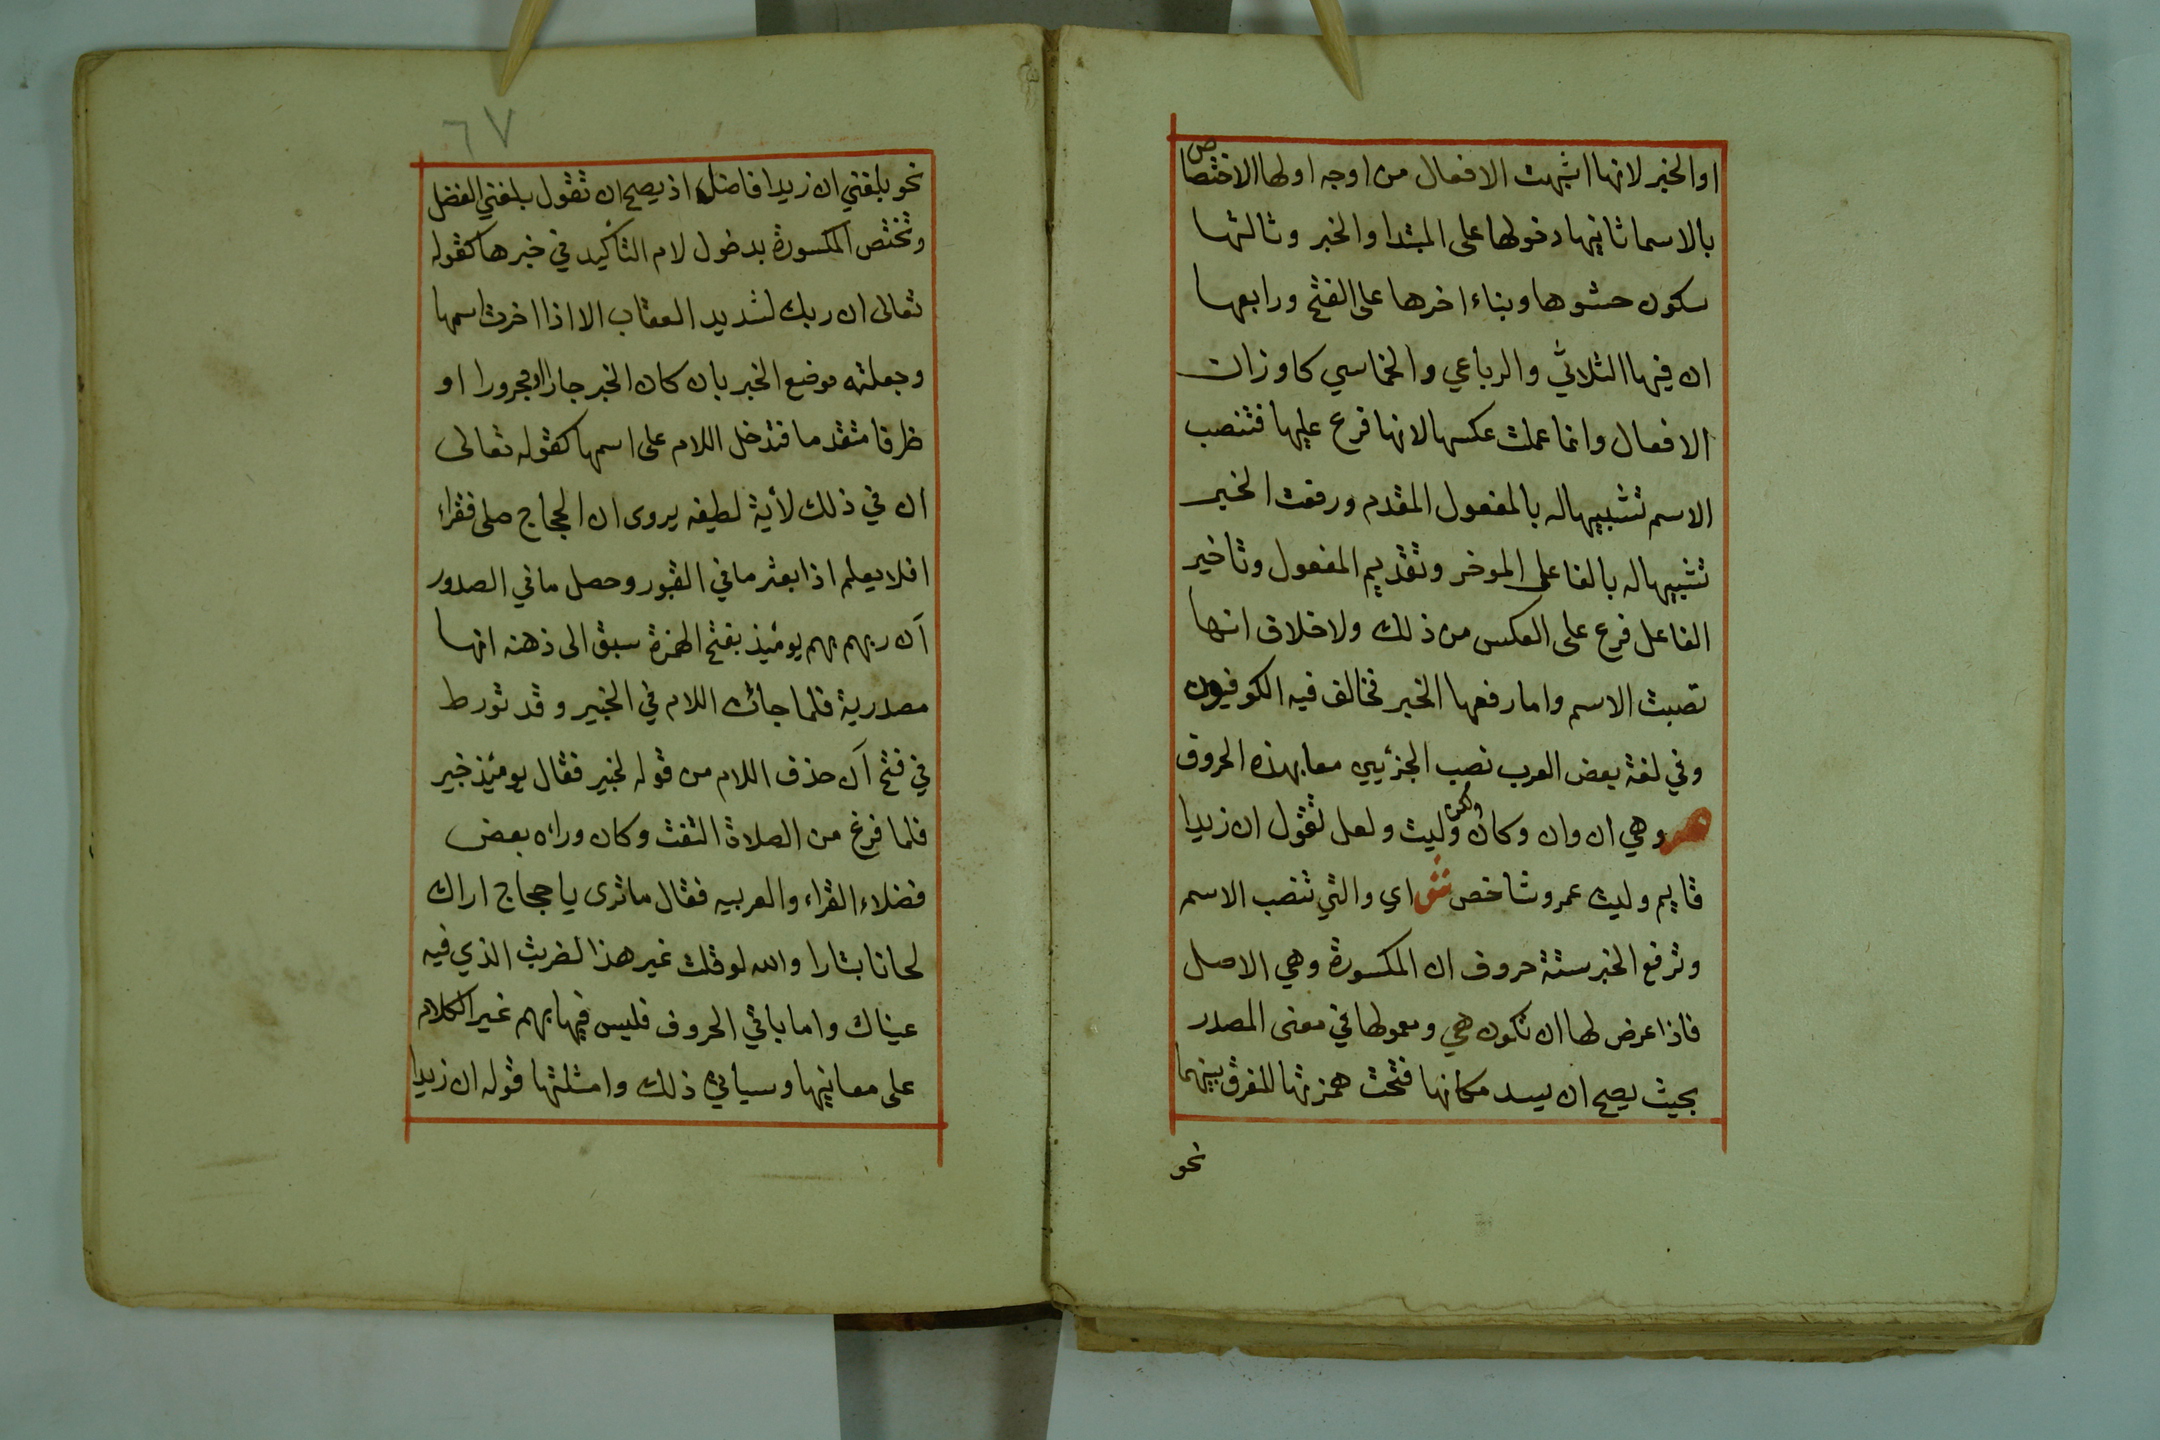 او الخبر لانها اشبهت الافعال من اوجه اولها الاختصاص
بالاسما ثانيها دخولها على المبتدا والخبر وثالثها
سكون حشوها وبناء اخرها على الفتح ورابعها
ان فيها الثلاثي والرباعي والخماسي كاوزان
الافعال وانما عملت عكسها لانها فرع عليها فتنصب
الاسم تشبيها له بالمفعول المقدم ورفعت الخبر
تشبيها له بالفاعل الموخر وتقديم المفعول وتاخير
الفاعل فرع على العكس من ذلك ولا خلاف انها
نصبت الاسم واما رفعها الخبر فخالف فيه الكوفيون
وفي لغة بعض العرب نصب الجزئيي معا بهذه الحروف
وهي ان وان وكان ولكن وليت ولعل تقول ان زيدا
قايم وليت عمرو شاخص ش اي والتي تنصب الاسم
وترفع الخبر ستة حروف ان المكسورة وهي الاصل
فاذا عرض لها ان تكون هي ومعمولها في معنى المصدر
بحيث يصح ان يسد مكانها فتحت همزتها للفرق بينهما
نحو
٦٧
نحو بلغني ان زيدا فاضل اذ يصح ان تقول بلغني الفضل
وتختص المكسورة بدخول لام التاكيد في خبرها كقوله
تعالى ان ربك لشديد العقاب الا اذا اخرت اسمها
وجعلته موضع الخبر بان كان الخبر جارا ومجرورا او
ظرفا متقدما فتدخل اللام على اسمها كقوله تعالى
ان في ذلك لأية لطيفه يروى ان الحجاج صلى فقراء
افلا يعلم اذا بعثر ما في القبور وحصل ما في الصدور
أن ربهم بهم يومئيذ بفتح الهمزة سبق الى ذهنه انها
مصدرية فلما جائت اللام في الخبير وقد تورط
في فتح أن حذف اللام من قوله لخبير فقال يومئيذ خبير
فلما فرغ من الصلاة التفت وكان وراه بعض
فضلاء القراء والعربيه فقال ما ترى يا حجاج اراك
لحانا بتارا والله لو قلت غير هذا لضربت الذي فيه
عيناك واما باقي الحروف فليس فيها بهم غير الكلام
على معانيها وسياتي ذلك وامثلتها قوله ان زيدا